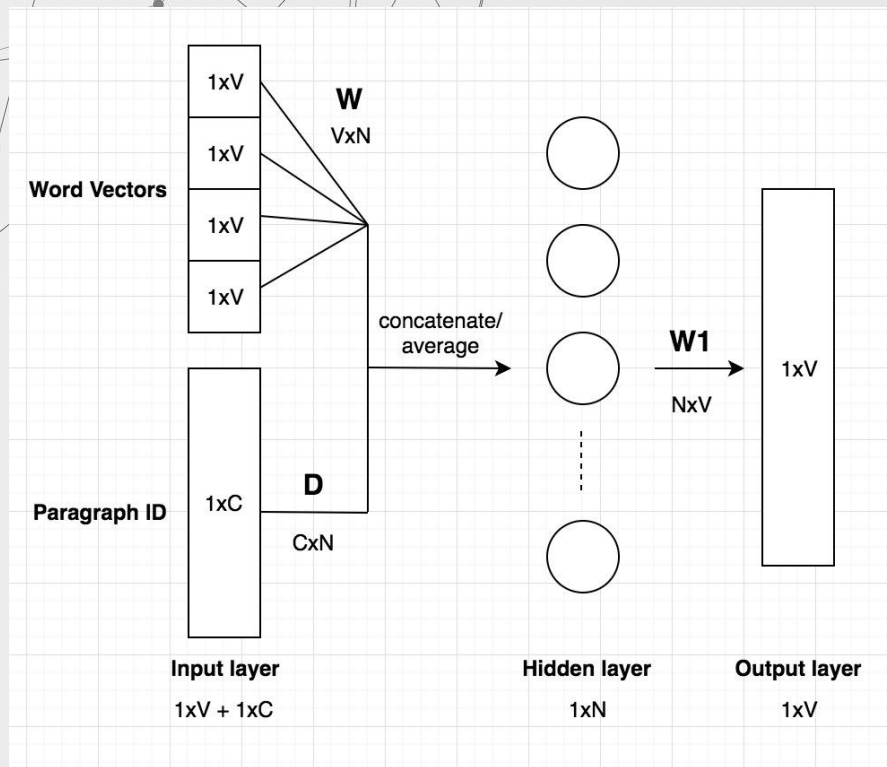 1xV
1xV
1xV
1xV
Word Vectors
W
VxN
concatenate/
average
1xC
Paragraph ID
D
CxN
W1
NxV
1xV
Input layer
1xV + 1xC
Hidden layer
1xN
Output layer
1xV